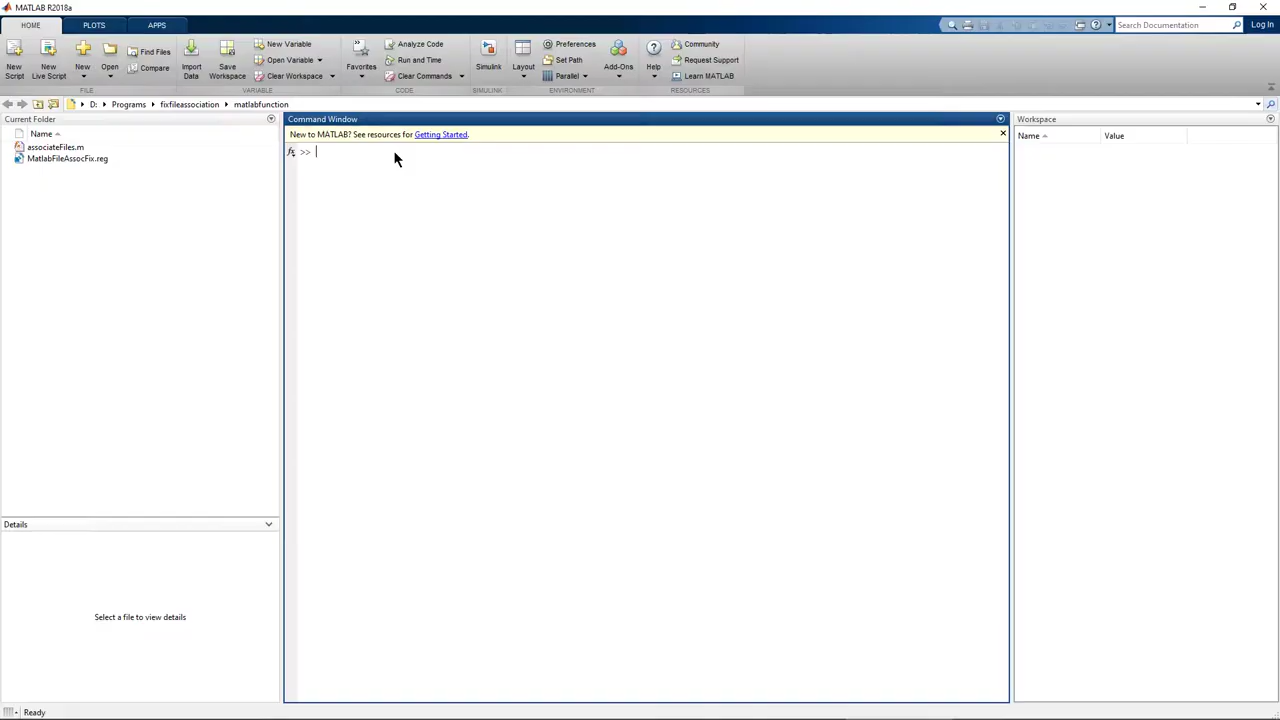 MATLAB R2018a
HOME PLOTS APPS Search Documentation Log In
New Script
New Live Script
New
Open
Find Files
Compare
FILE
Import Data
Save Workspace
New Variable
Open Variable
Clear Workspace
VARIABLE
Favorites
Analyze Code
Run and Time
Clear Commands
CODE
Simulink
SIMULINK
Layout
Preferences
Set Path
Parallel
Add-Ons
ENVIRONMENT
Help
Community
Request Support
Learn MATLAB
RESOURCES
D: Programs fixfileassociation matlabfunction
Current Folder
Name
associateFiles.m
MatlabFileAssocFix.reg
Details
Select a file to view details
Command Window
New to MATLAB? See resources for Getting Started.
fx >>
Workspace
Name Value
Ready